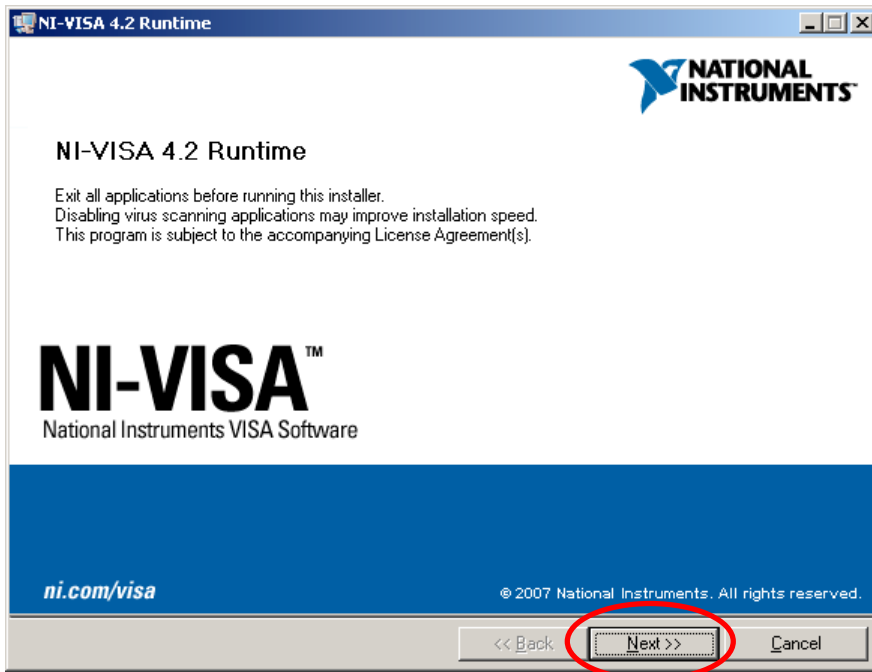 NI-VISA 4.2 Runtime
NATIONAL
INSTRUMENTS™
NI-VISA 4.2 Runtime
Exit all applications before running this installer.
Disabling virus scanning applications may improve installation speed.
This program is subject to the accompanying License Agreement(s).
NI-VISA™
National Instruments VISA Software
ni.com/visa
© 2007 National Instruments. All rights reserved.
<< Back
Next >>
Cancel